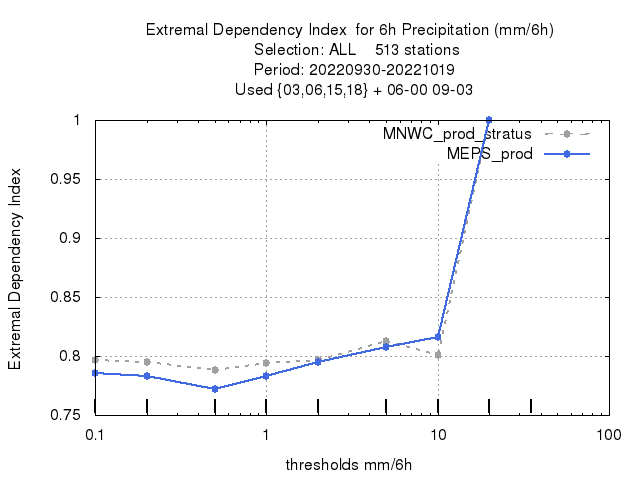 Extremal Dependency Index  for 6h Precipitation (mm/6h)
Selection: ALL    513 stations
Period: 20220930-20221019
Used {03,06,15,18} + 06-00 09-03
MNWC_prod_stratus
MEPS_prod
Extremal Dependency Index
1
0.95
0.9
0.85
0.8
0.75
0.1
1
10
100
thresholds mm/6h